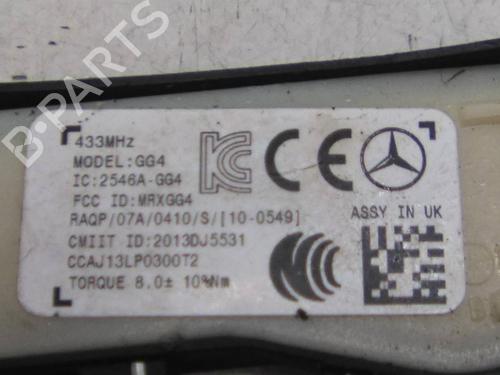 433MHz
MODEL:GG4
IC:2546A-GG4
FCC ID:MRXGG4
RAQP/07A/0410/S/[10-0549]
CMIIT ID:2013DJ5531
CCAJ13LP0300T2
TORQUE 8.0± 10%Nm
CE
ASSY IN UK
B-PARTS